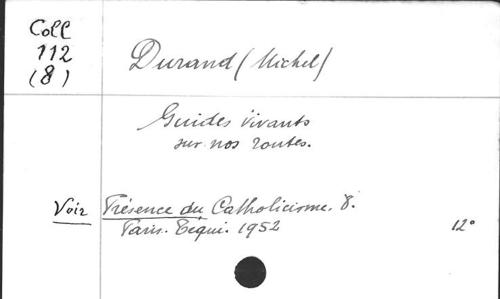 Coll
112
(8)
Durand (Michel)
Guides vivants
sur nos routes.
Voir Présence du Catholicisme. 8.
Paris. Téqui. 1952
12°